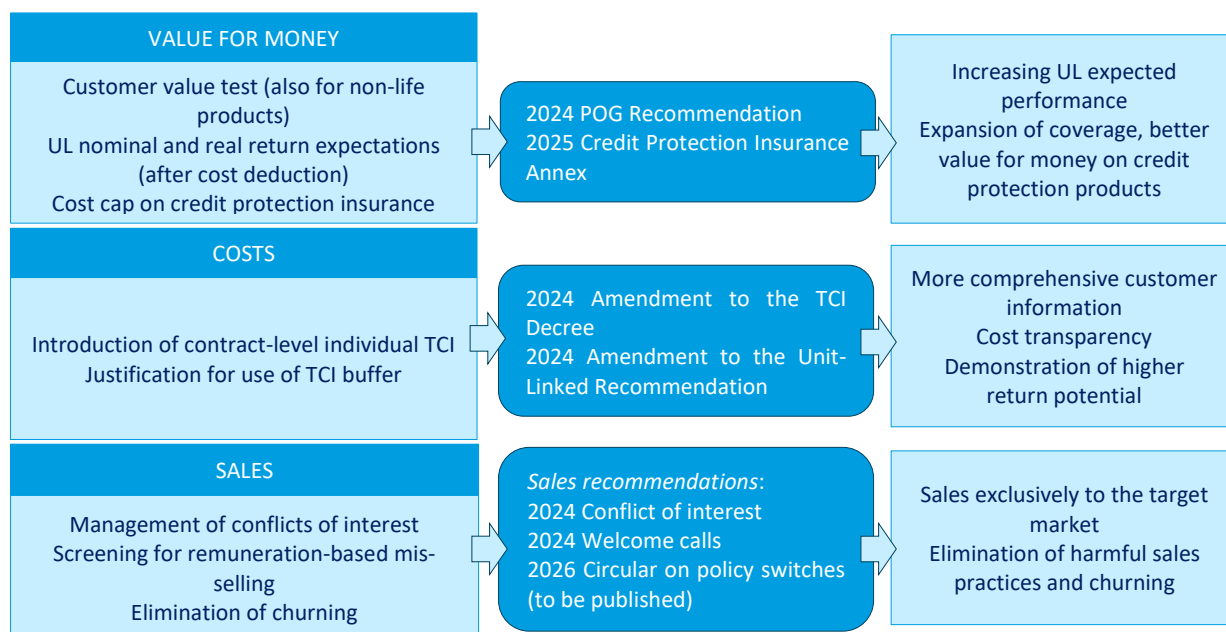 VALUE FOR MONEY
Customer value test (also for non-life
products)
UL nominal and real return expectations
(after cost deduction)
Cost cap on credit protection insurance
2024 POG Recommendation
2025 Credit Protection Insurance
Annex
Increasing UL expected
performance
Expansion of coverage, better
value for money on credit
protection products
COSTS
Introduction of contract-level individual TCI
Justification for use of TCI buffer
2024 Amendment to the TCI
Decree
2024 Amendment to the Unit-
Linked Recommendation
More comprehensive customer
information
Cost transparency
Demonstration of higher
return potential
SALES
Management of conflicts of interest
Screening for remuneration-based mis-
selling
Elimination of churning
Sales recommendations:
2024 Conflict of interest
2024 Welcome calls
2026 Circular on policy switches
(to be published)
Sales exclusively to the target
market
Elimination of harmful sales
practices and churning